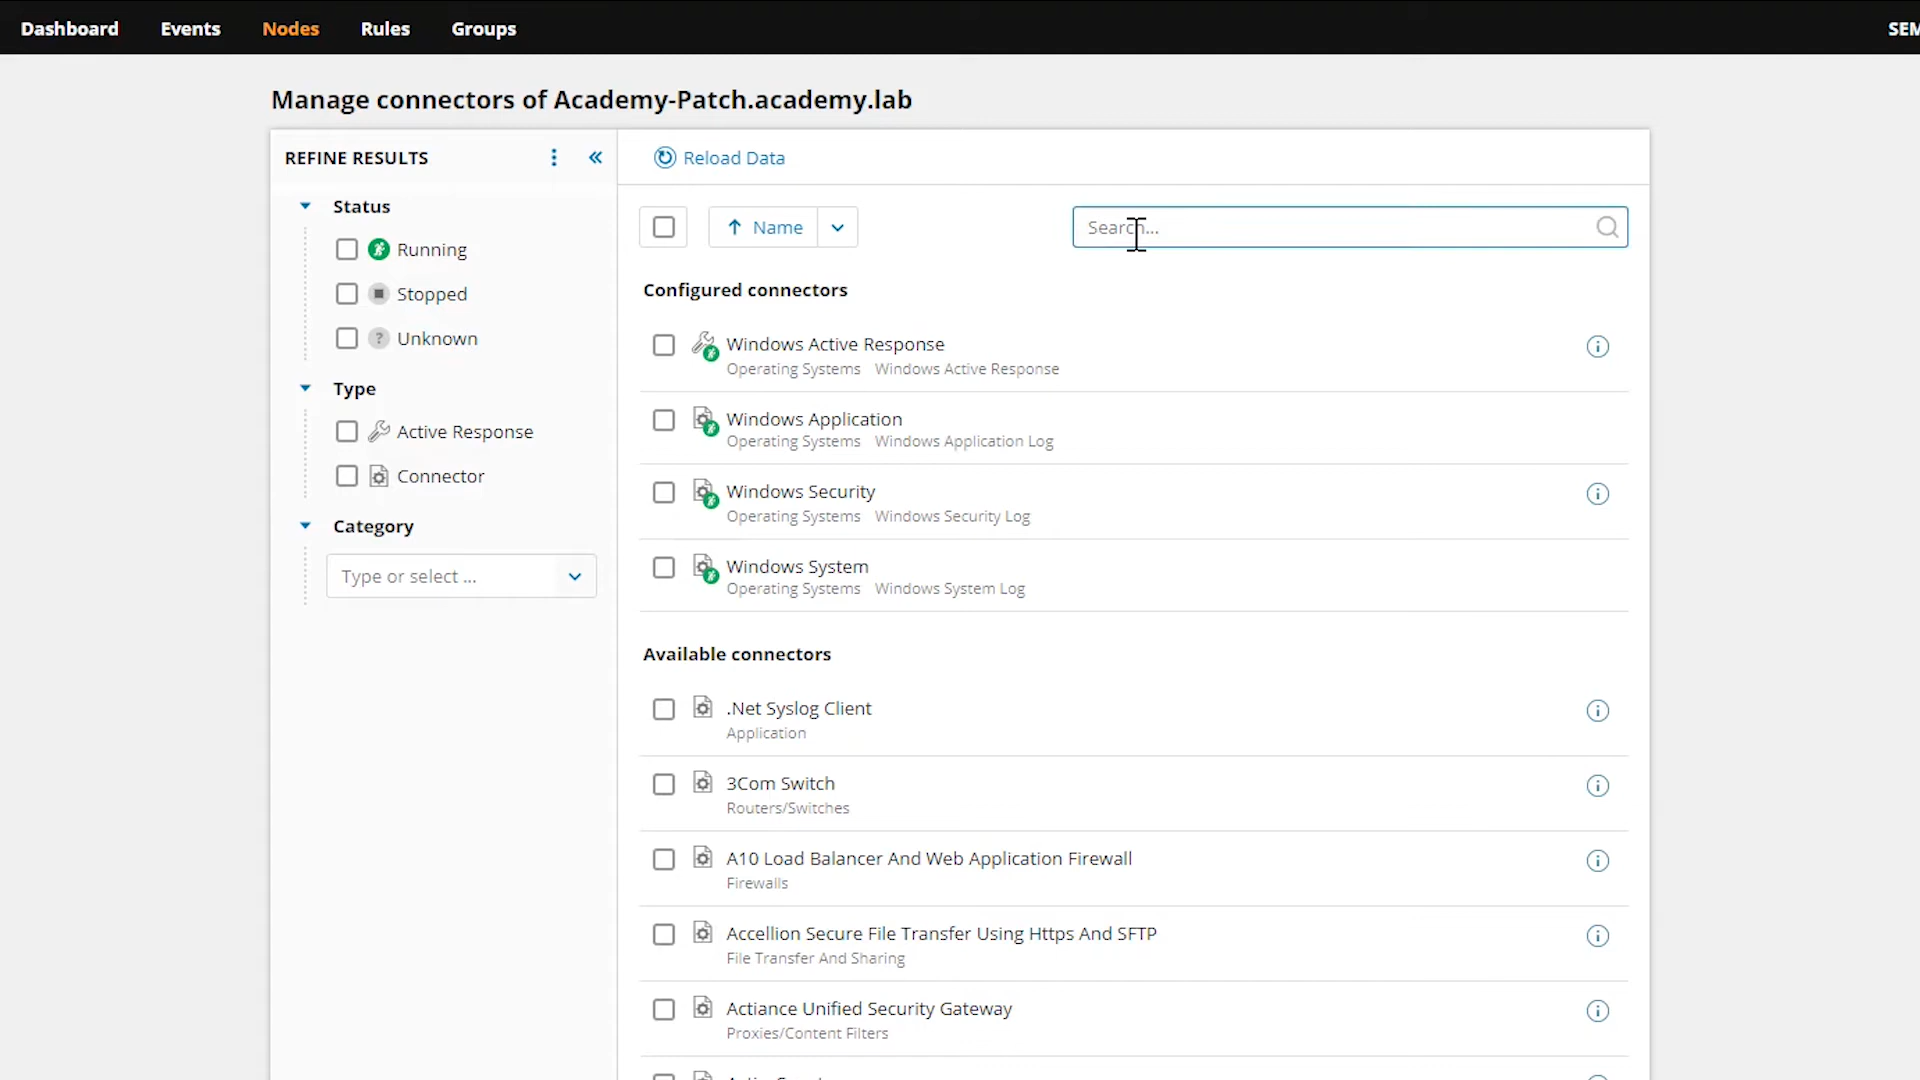 Dashboard Events Nodes Rules Groups SEM
Manage connectors of Academy-Patch.academy.lab
REFINE RESULTS
Status
Running
Stopped
Unknown
Type
Active Response
Connector
Category
Type or select ...
Reload Data
Name
Search...
Configured connectors
Windows Active Response
Operating Systems Windows Active Response
Windows Application
Operating Systems Windows Application Log
Windows Security
Operating Systems Windows Security Log
Windows System
Operating Systems Windows System Log
Available connectors
.Net Syslog Client
Application
3Com Switch
Routers/Switches
A10 Load Balancer And Web Application Firewall
Firewalls
Accellion Secure File Transfer Using Https And SFTP
File Transfer And Sharing
Actiance Unified Security Gateway
Proxies/Content Filters